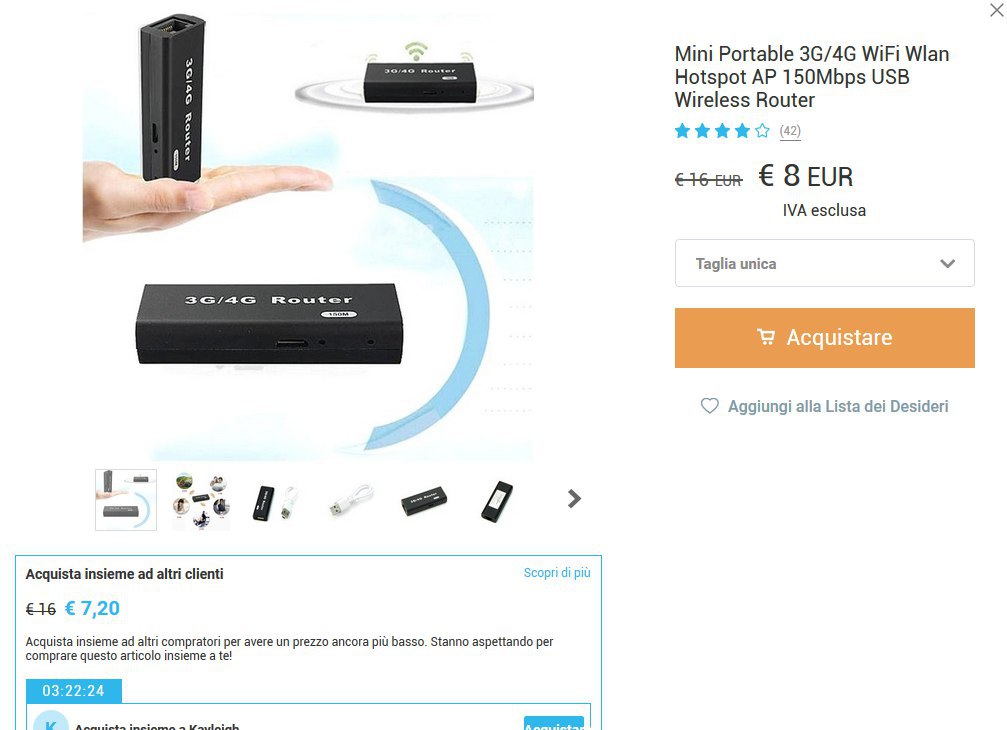 3G/4G Router
150M
3G/4G Router
3G/4G Router
150M
Mini Portable 3G/4G WiFi Wlan
Hotspot AP 150Mbps USB
Wireless Router
(42)
€ 16 EUR € 8 EUR
IVA esclusa
Taglia unica
Acquistare
Aggiungi alla Lista dei Desideri
Acquista insieme ad altri clienti
Scopri di più
€ 16 € 7,20
Acquista insieme ad altri compratori per avere un prezzo ancora più basso. Stanno aspettando per
comprare questo articolo insieme a te!
03:22:24
K
Acquista insieme a Kayleigh
Acquistar